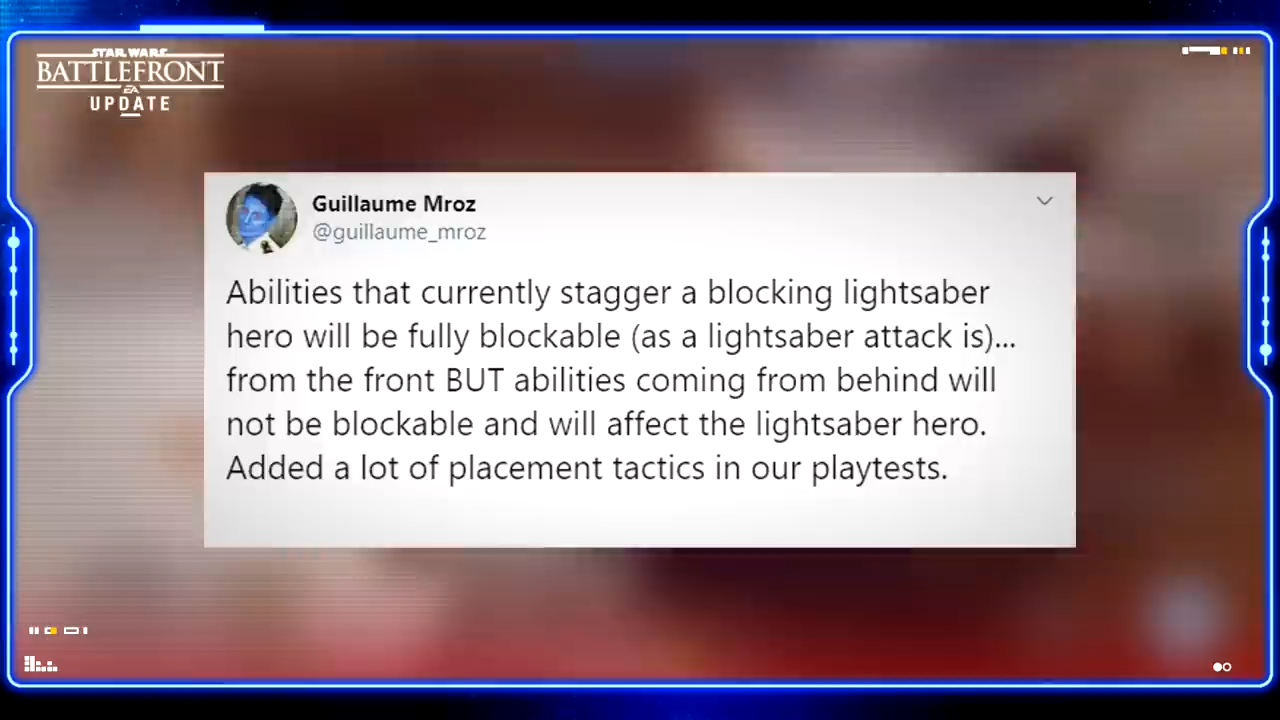 STAR WARS
BATTLEFRONT
EA
UPDATE
Guillaume Mroz
@guillaume_mroz
Abilities that currently stagger a blocking lightsaber
hero will be fully blockable (as a lightsaber attack is)...
from the front BUT abilities coming from behind will
not be blockable and will affect the lightsaber hero.
Added a lot of placement tactics in our playtests.